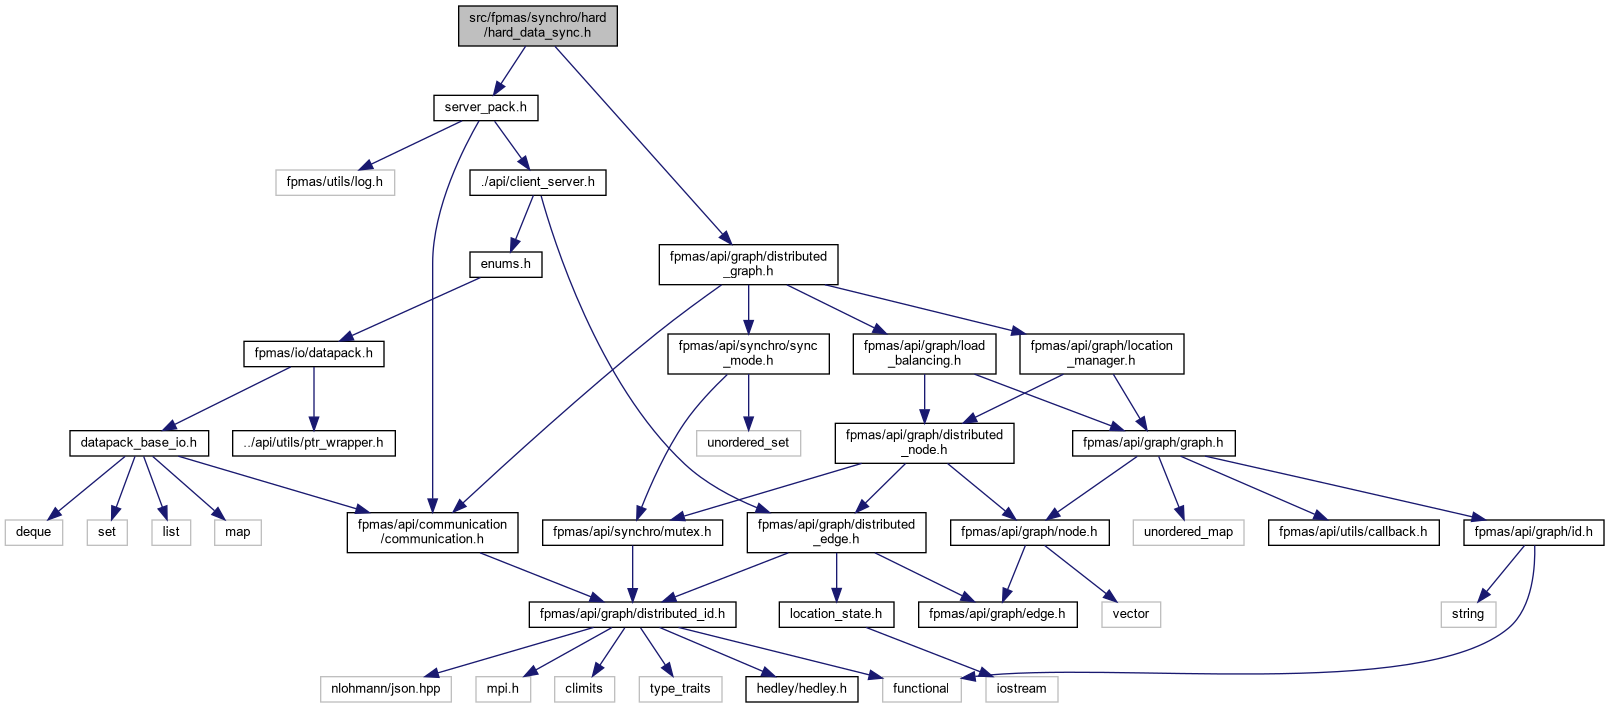 src/fpmas/synchro/hard
/hard_data_sync.h
server_pack.h
fpmas/utils/log.h
./api/client_server.h
enums.h
fpmas/api/graph/distributed
_graph.h
fpmas/io/datapack.h
fpmas/api/synchro/sync
_mode.h
fpmas/api/graph/load
_balancing.h
fpmas/api/graph/location
_manager.h
datapack_base_io.h
../api/utils/ptr_wrapper.h
unordered_set
fpmas/api/graph/distributed
_node.h
fpmas/api/graph/graph.h
deque
set
list
map
fpmas/api/communication
/communication.h
fpmas/api/synchro/mutex.h
fpmas/api/graph/distributed
_edge.h
fpmas/api/graph/node.h
unordered_map
fpmas/api/utils/callback.h
fpmas/api/graph/id.h
fpmas/api/graph/distributed_id.h
location_state.h
fpmas/api/graph/edge.h
vector
string
nlohmann/json.hpp
mpi.h
climits
type_traits
hedley/hedley.h
functional
iostream